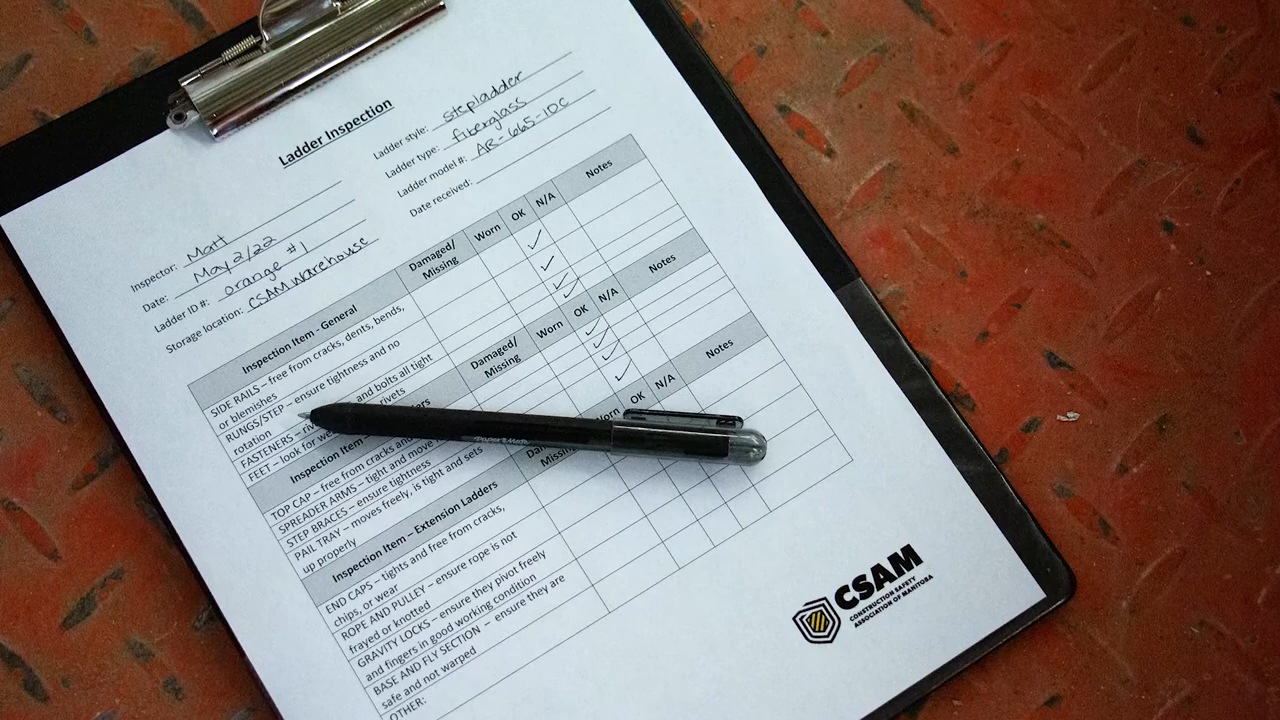 Ladder Inspection
Inspector: Matt
Date: May 2/22
Ladder ID#: orange #1
Storage location: CSAM warehouse
Ladder style: stepladder
Ladder type: fiberglass
Ladder model #: AR-665-10C
Date received:
Inspection Item - General Damaged/ Missing Worn OK N/A Notes
SIDE RAILS – free from cracks, dents, bends,
or blemishes
RUNGS/STEP – ensure tightness and no
rotation
FASTENERS – and bolts all tight
FEET – look for rivets
Inspection Item Damaged/ Missing Worn OK N/A Notes
TOP CAP – free from cracks
SPREADER ARMS – tight and move
STEP BRACES – ensure tightness
PAIL TRAY – moves freely, is tight and sets
up properly
Inspection Item – Extension Ladders OK N/A Notes
END CAPS – tights and free from cracks,
chips, or wear
ROPE AND PULLEY – ensure rope is not
frayed or knotted
GRAVITY LOCKS – ensure they pivot freely
and fingers in good working condition
BASE AND FLY SECTION – ensure they are
safe and not warped
OTHER:
CSAM
CONSTRUCTION SAFETY
ASSOCIATION OF MANITOBA